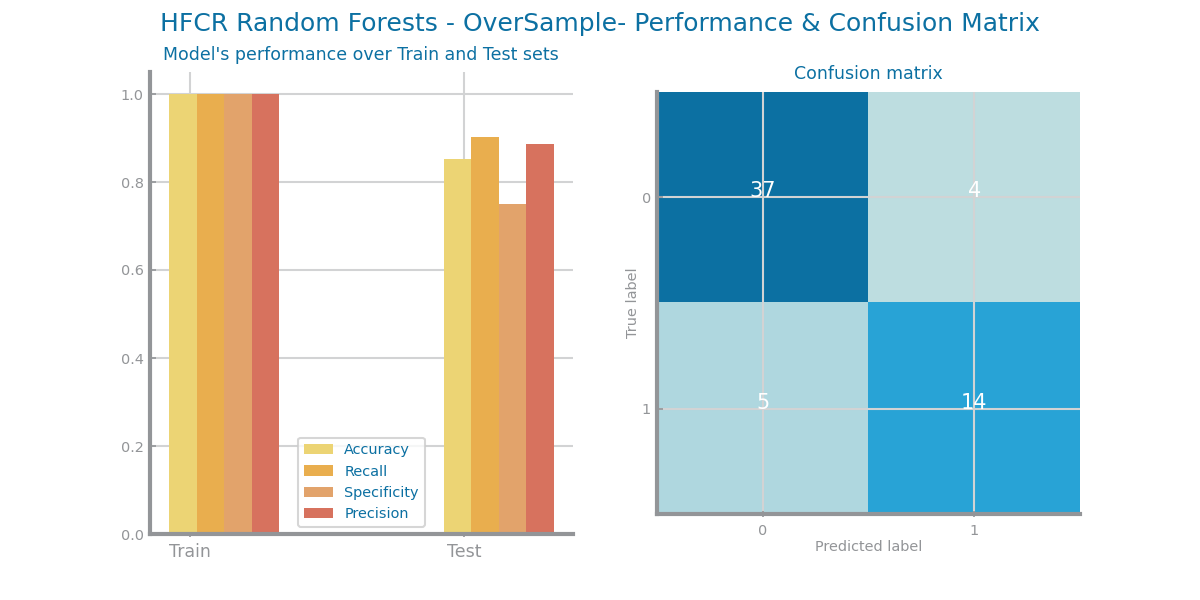 HFCR Random Forests - OverSample- Performance & Confusion Matrix
Model's performance over Train and Test sets
1.0
0.8
0.6
0.4
0.2
0.0
Train
Test
Accuracy
Recall
Specificity
Precision
Confusion matrix
True label
0
1
37
4
5
14
0
1
Predicted label